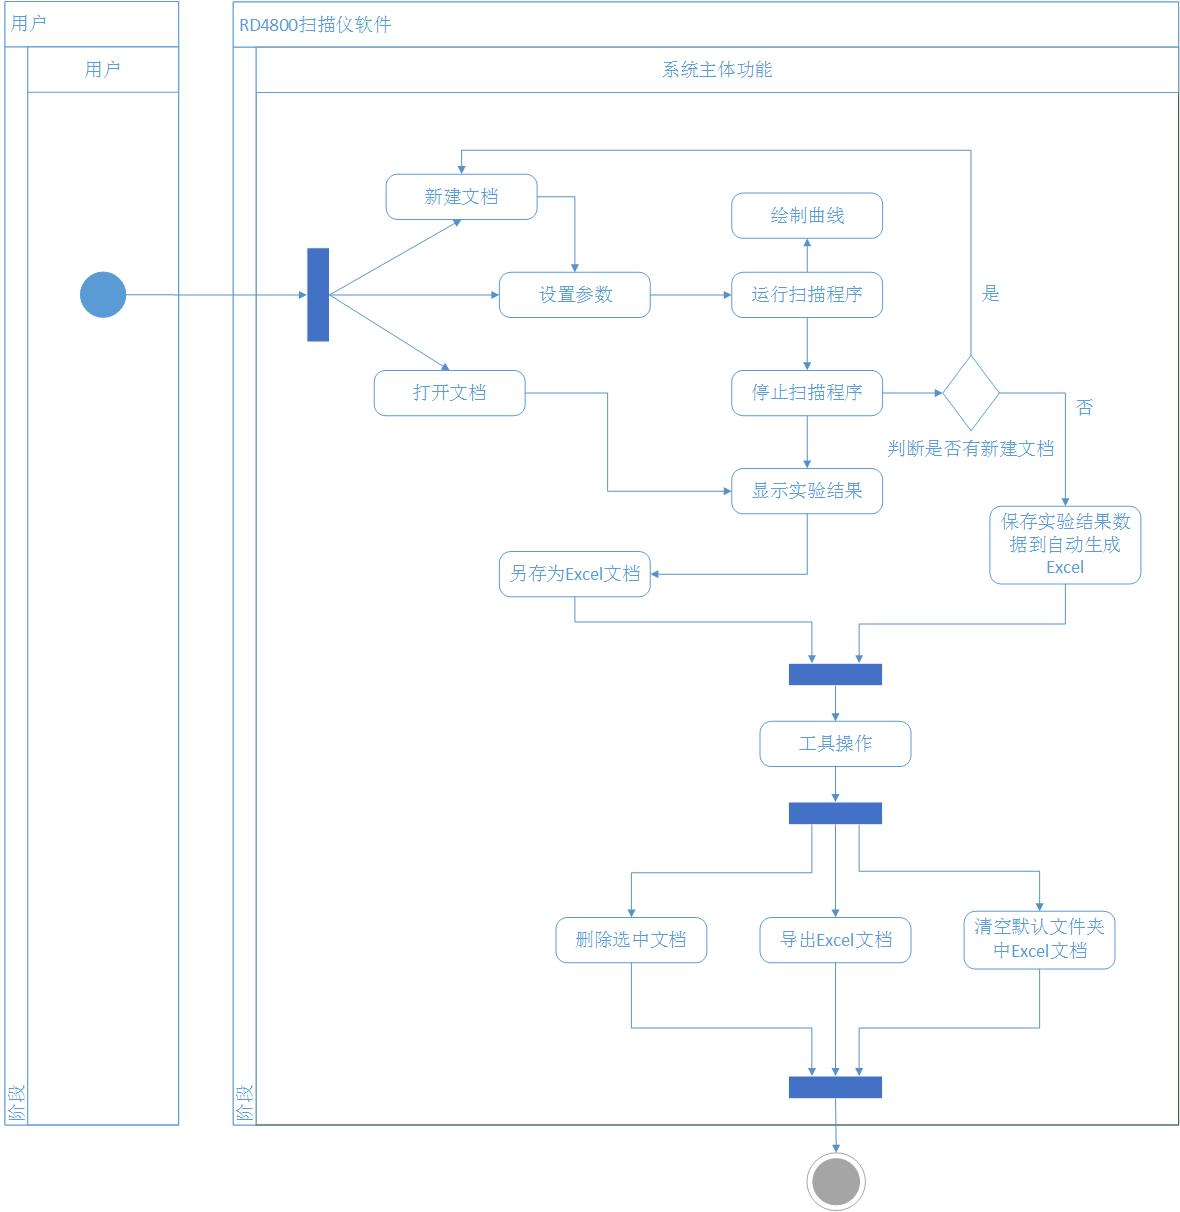 用户
RD4800扫描仪软件
用户
系统主体功能
新建文档
绘制曲线
设置参数
运行扫描程序
是
打开文档
停止扫描程序
否
判断是否有新建文档
显示实验结果
保存实验结果数
据到自动生成
Excel
另存为Excel文档
工具操作
删除选中文档
导出Excel文档
清空默认文件夹
中Excel文档
阶段
阶段